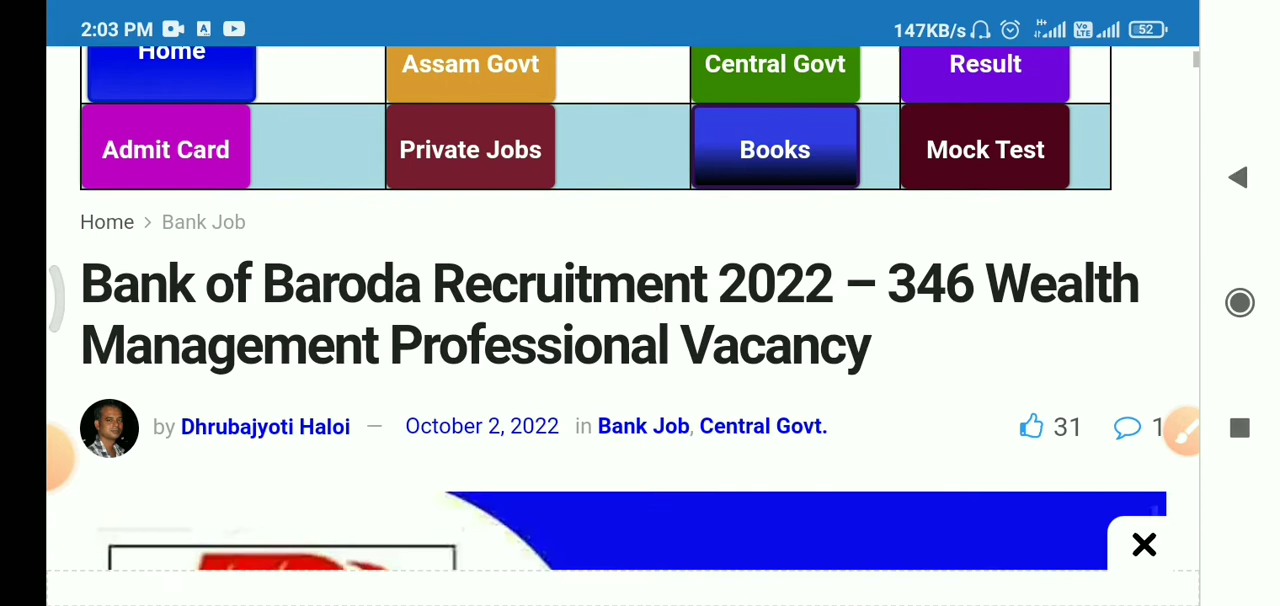 2:03 PM 147KB/s H+ Vo LTE 52
Home Assam Govt Central Govt Result
Admit Card Private Jobs Books Mock Test
Home > Bank Job
Bank of Baroda Recruitment 2022 – 346 Wealth
Management Professional Vacancy
by Dhrubajyoti Haloi — October 2, 2022 in Bank Job, Central Govt. 31 1